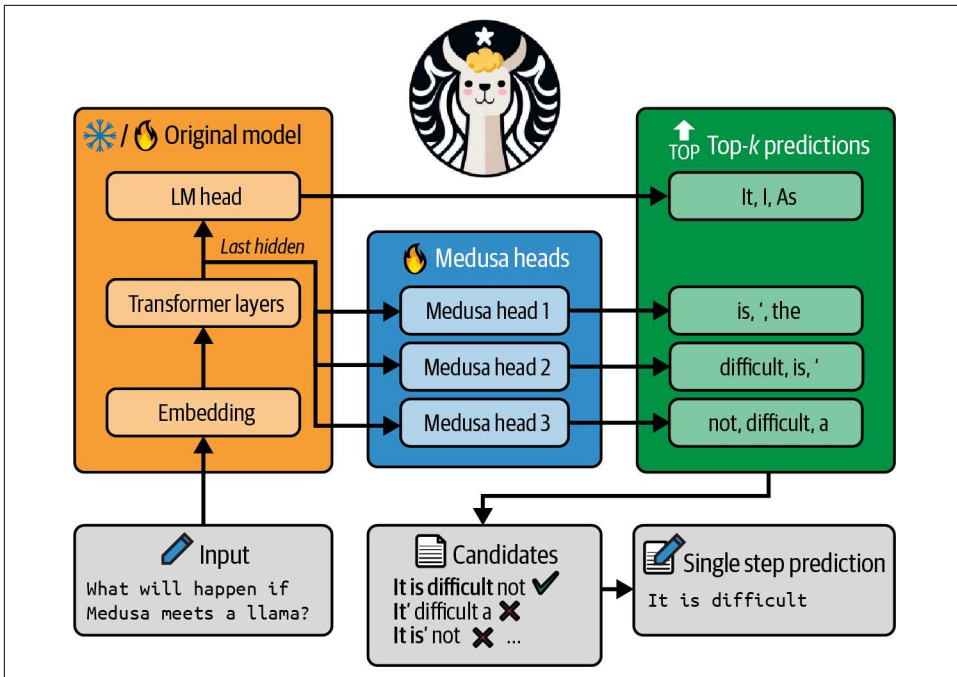 / Original model
LM head
Last hidden
Transformer layers
Embedding
Medusa heads
Medusa head 1
Medusa head 2
Medusa head 3
TOP Top-k predictions
It, I, As
is, ‘, the
difficult, is, ‘
not, difficult, a
Input
What will happen if
Medusa meets a llama?
Candidates
It is difficult not
It’ difficult a
It is’ not ...
Single step prediction
It is difficult